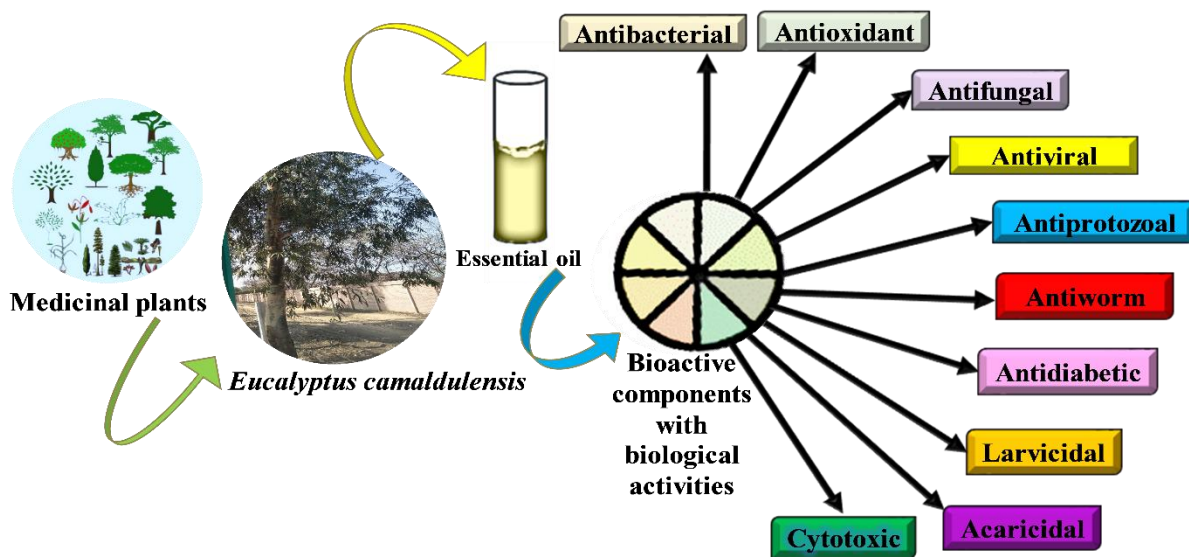 Medicinal plants
Eucalyptus camaldulensis
Essential oil
Bioactive
components
with
biological
activities
Antibacterial
Antioxidant
Antifungal
Antiviral
Antiprotozoal
Antiworm
Antidiabetic
Larvicidal
Acaricidal
Cytotoxic